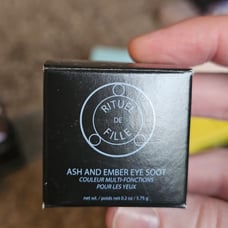 RITUEL
DE
FILLE
ASH AND EMBER EYE SOOT
COULEUR MULTI-FONCTIONS
POUR LES YEUX
net wt. / poids net 0.2 oz / 5.75 g